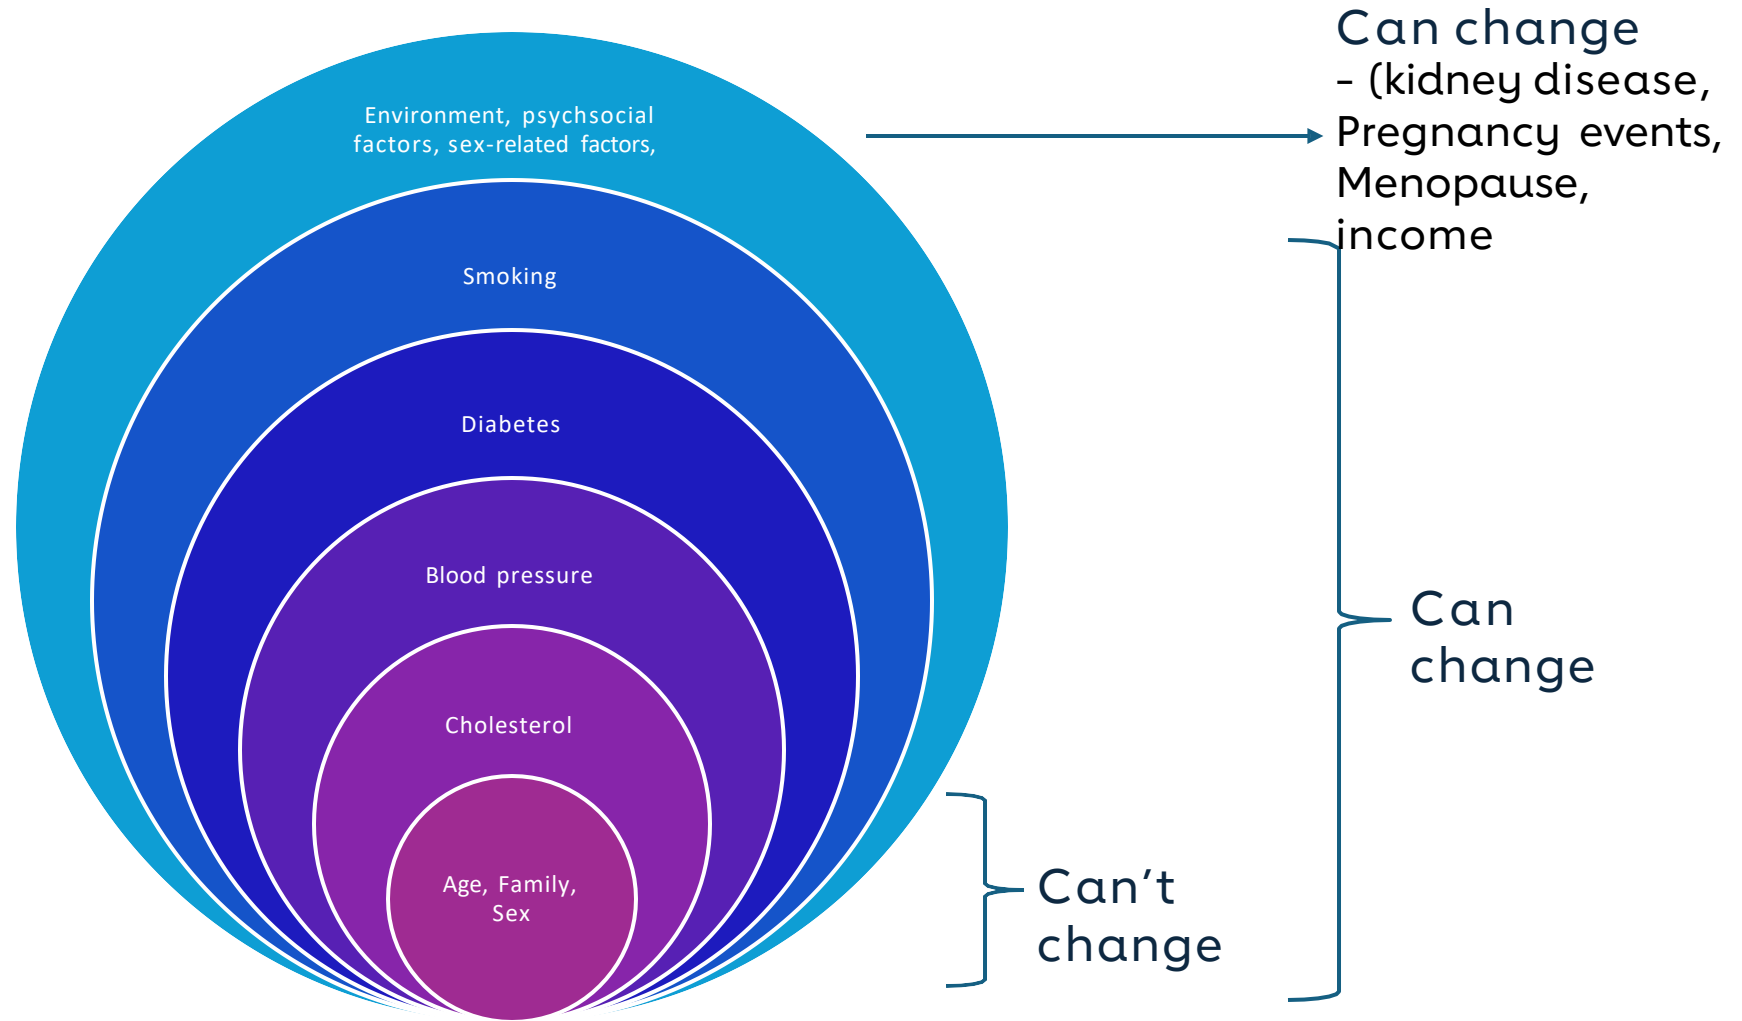 Can change
- (kidney disease,
Pregnancy events,
Menopause,
income
Environment, psychsocial
factors, sex-related factors,
Smoking
Diabetes
Blood pressure
Can
change
Cholesterol
Age, Family,
Sex
Can't
change